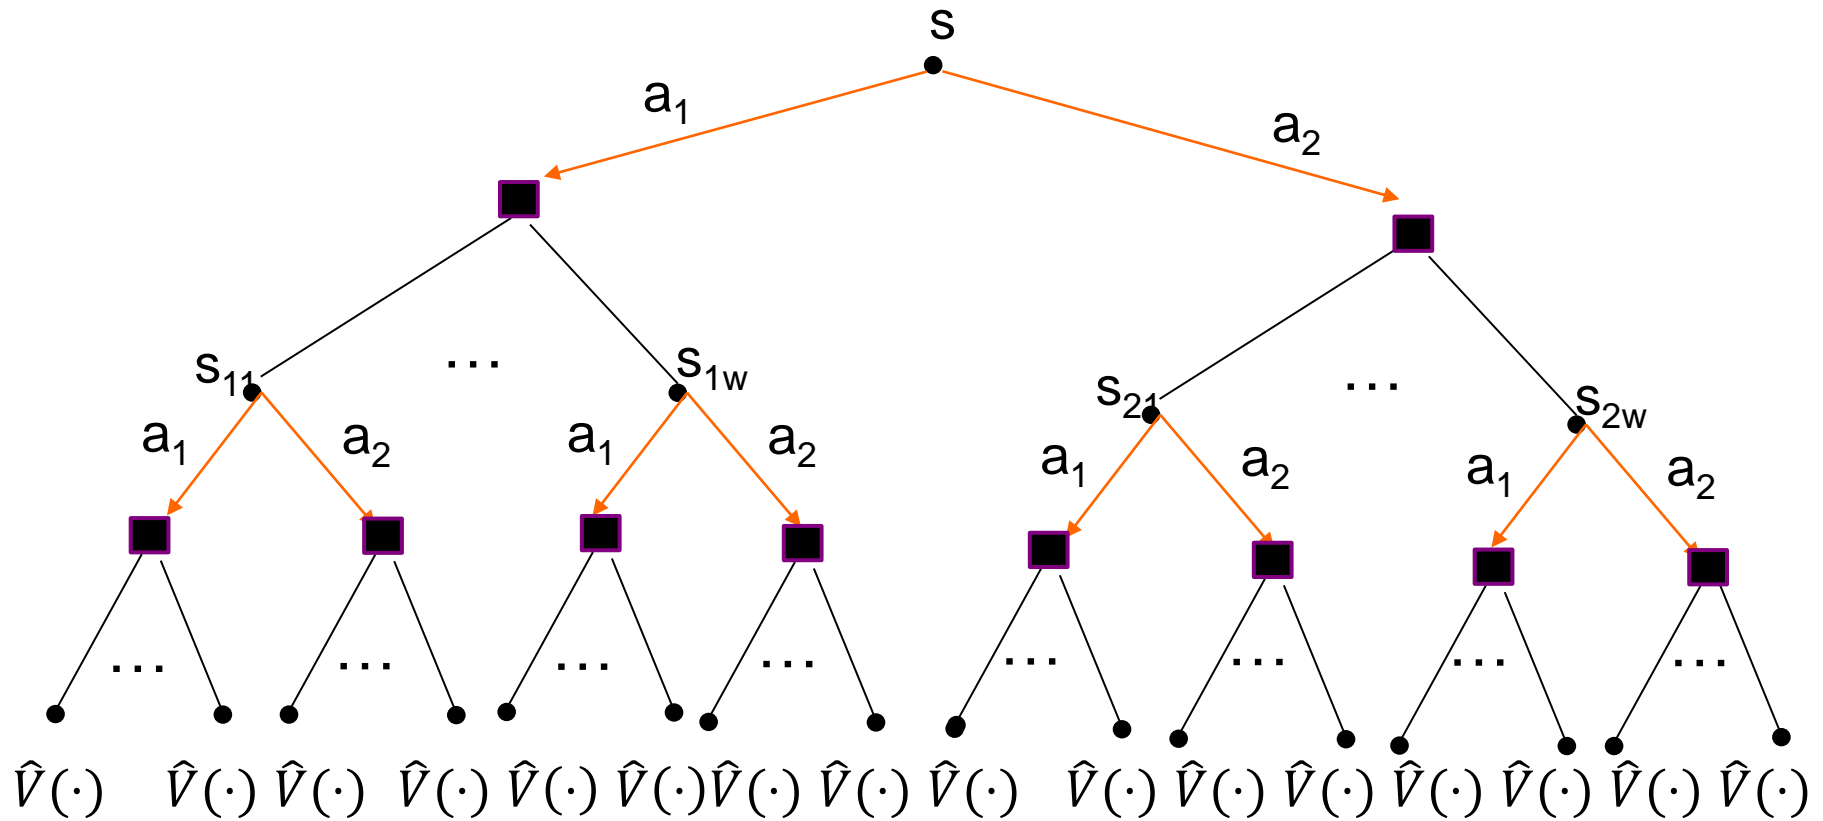 s
a₁ a₂
s₁₁ … s₁w s₂₁ … s₂w
a₁ a₂ a₁ a₂ a₁ a₂ a₁ a₂
… … … … … … … …
V̂(·) V̂(·) V̂(·) V̂(·) V̂(·) V̂(·) V̂(·) V̂(·) V̂(·) V̂(·) V̂(·) V̂(·) V̂(·) V̂(·) V̂(·) V̂(·)